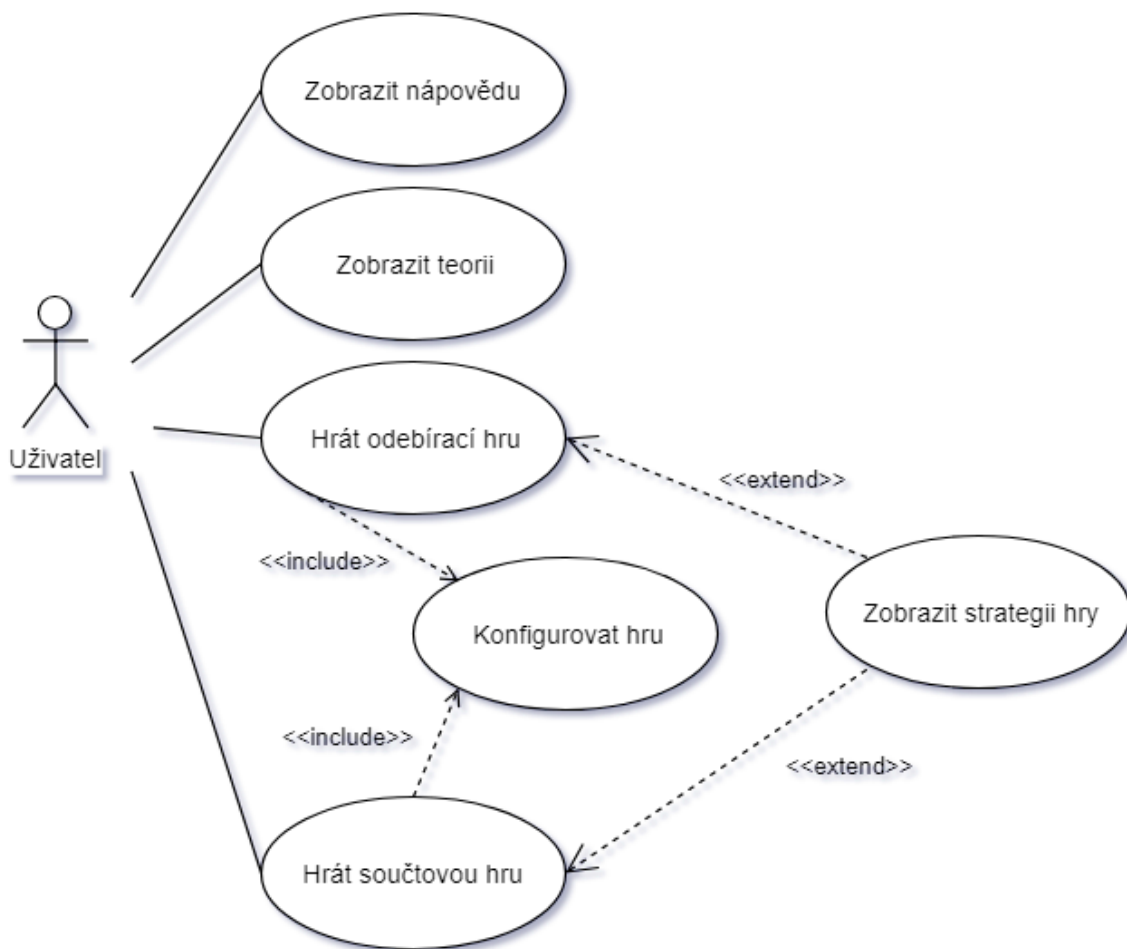 Zobrazit nápovědu
Zobrazit teorii
Hrát odebírací hru
Uživatel
<<extend>>
<<include>>
Zobrazit strategii hry
Konfigurovat hru
<<include>>
<<extend>>
Hrát součtovou hru